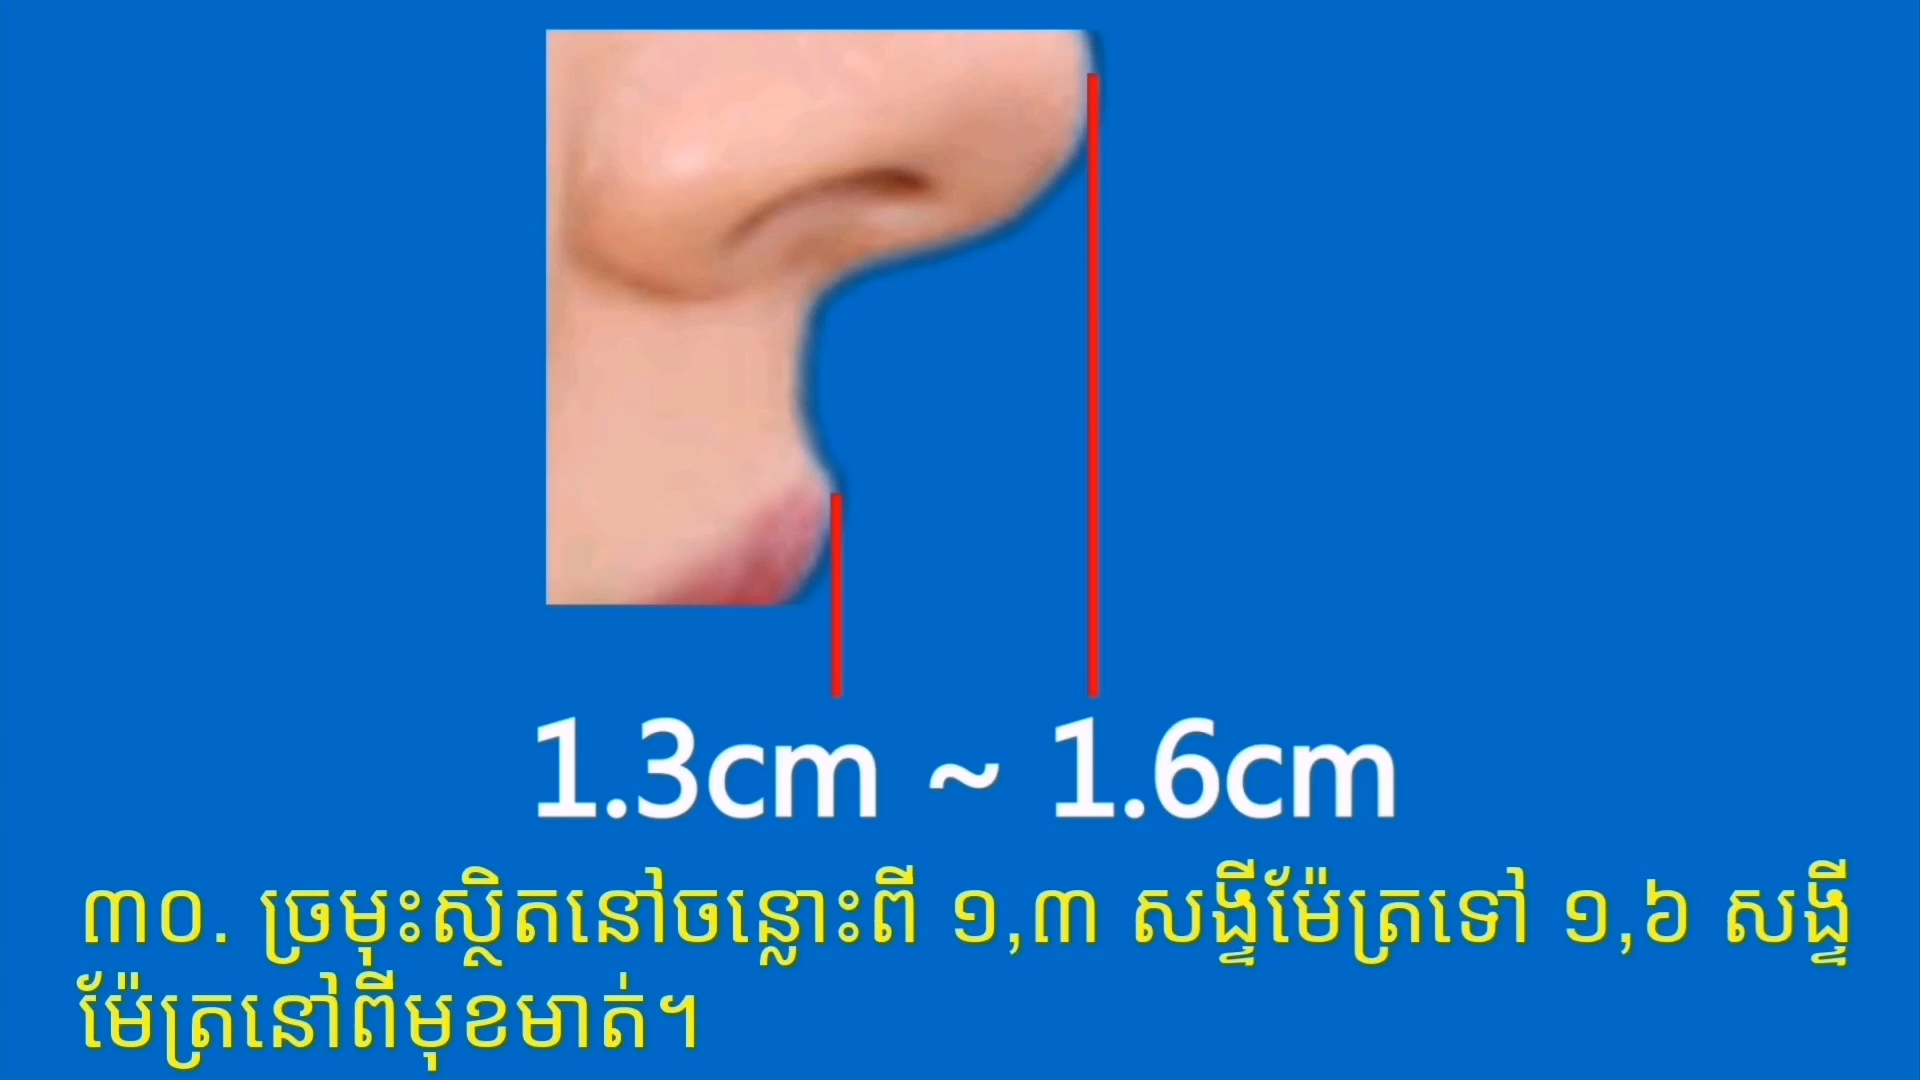 1.3cm ~ 1.6cm
៣០. ច្រមុះស្ថិតនៅចន្លោះពី ១,៣ សង្ទីម៉ែត្រទៅ ១,៦ សង្ទី
ម៉ែត្រនៅពីមុខមាត់។